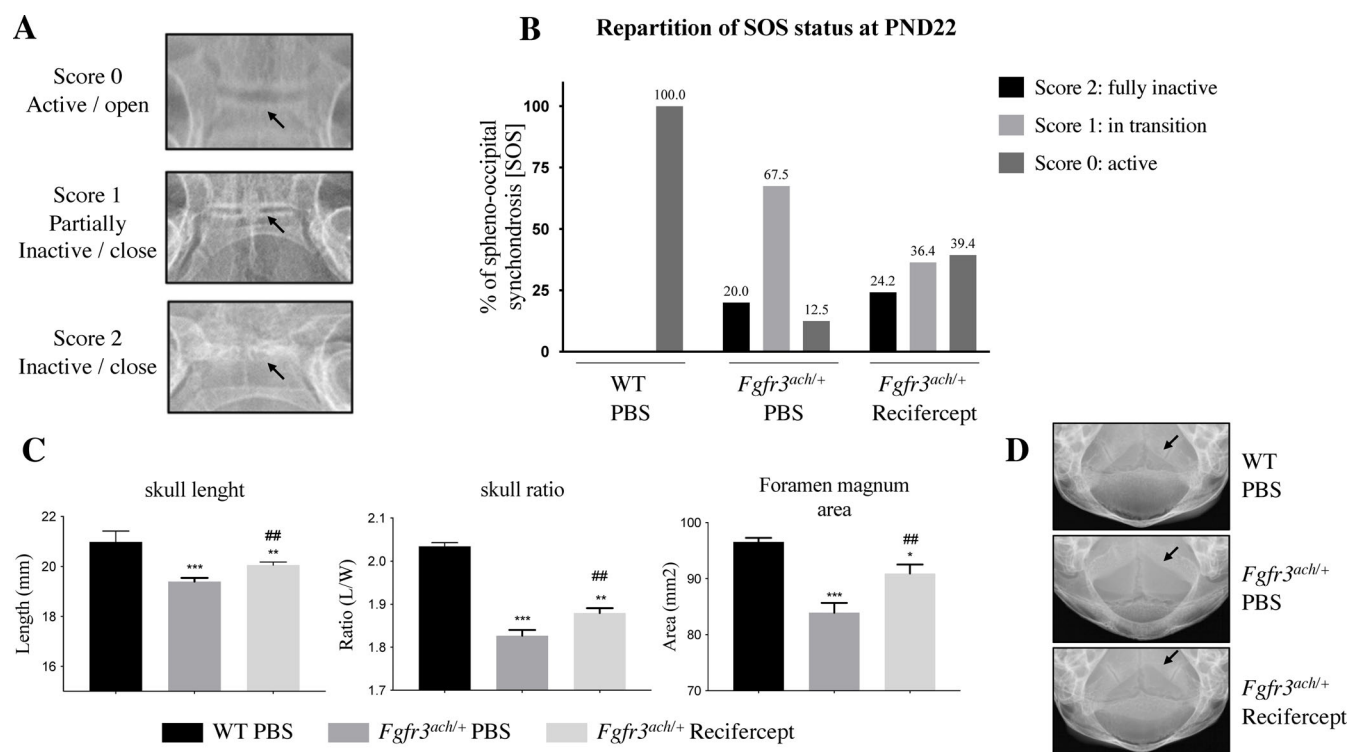 A
Score 0
Active / open
Score 1
Partially
Inactive / close
Score 2
Inactive / close
B
Repartition of SOS status at PND22
% of spheno-occipital
synchondrosis [SOS]
100
75
50
25
0
100.0
20.0
67.5
12.5
24.2
36.4
39.4
WT
PBS
Fgfr3ach/+
PBS
Fgfr3ach/+
Recifercept
Score 2: fully inactive
Score 1: in transition
Score 0: active
C
skull lenght
Length (mm)
22
20
18
16
***
##
**
skull ratio
Ratio (L/W)
2.1
2.0
1.9
1.8
1.7
***
##
**
Foramen magnum
area
Area (mm2)
100
90
80
70
***
##
*
WT PBS
Fgfr3ach/+ PBS
Fgfr3ach/+ Recifercept
D
WT
PBS
Fgfr3ach/+
PBS
Fgfr3ach/+
Recifercept